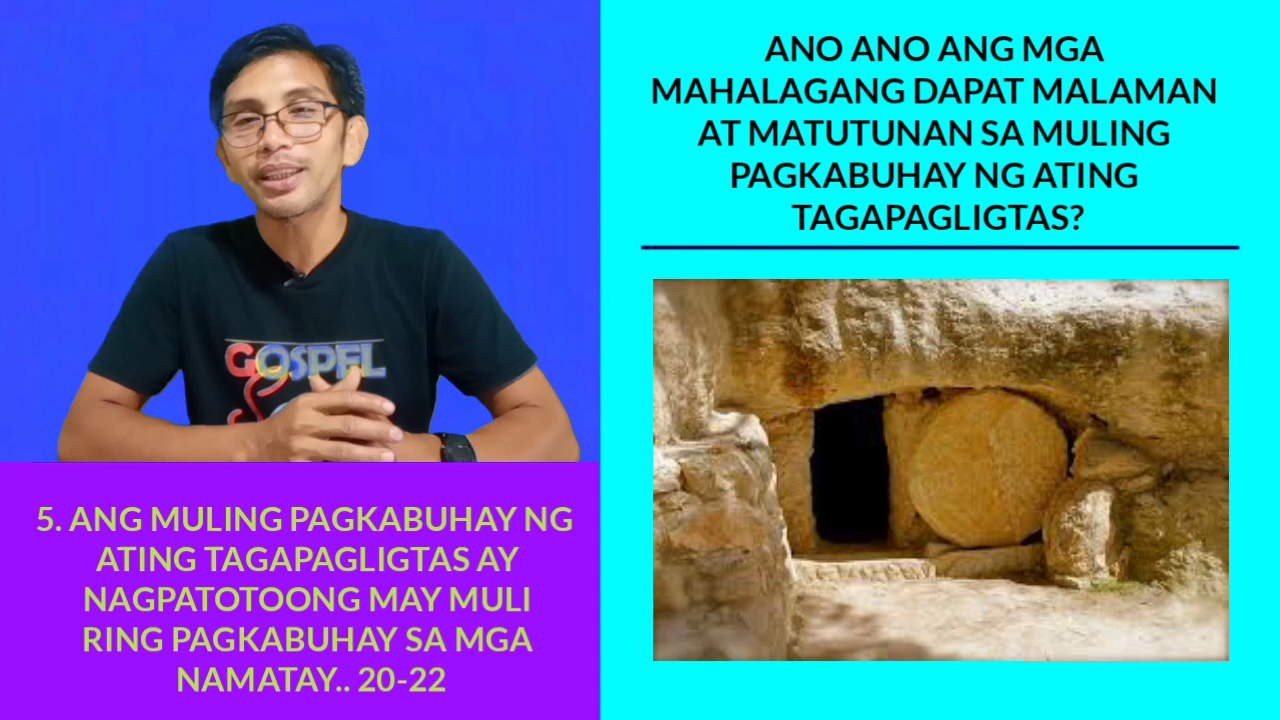 ANO ANO ANG MGA
MAHALAGANG DAPAT MALAMAN
AT MATUTUNAN SA MULING
PAGKABUHAY NG ATING
TAGAPAGLIGTAS?
GOSPEL
5. ANG MULING PAGKABUHAY NG
ATING TAGAPAGLIGTAS AY
NAGPATOTOONG MAY MULI
RING PAGKABUHAY SA MGA
NAMATAY.. 20-22